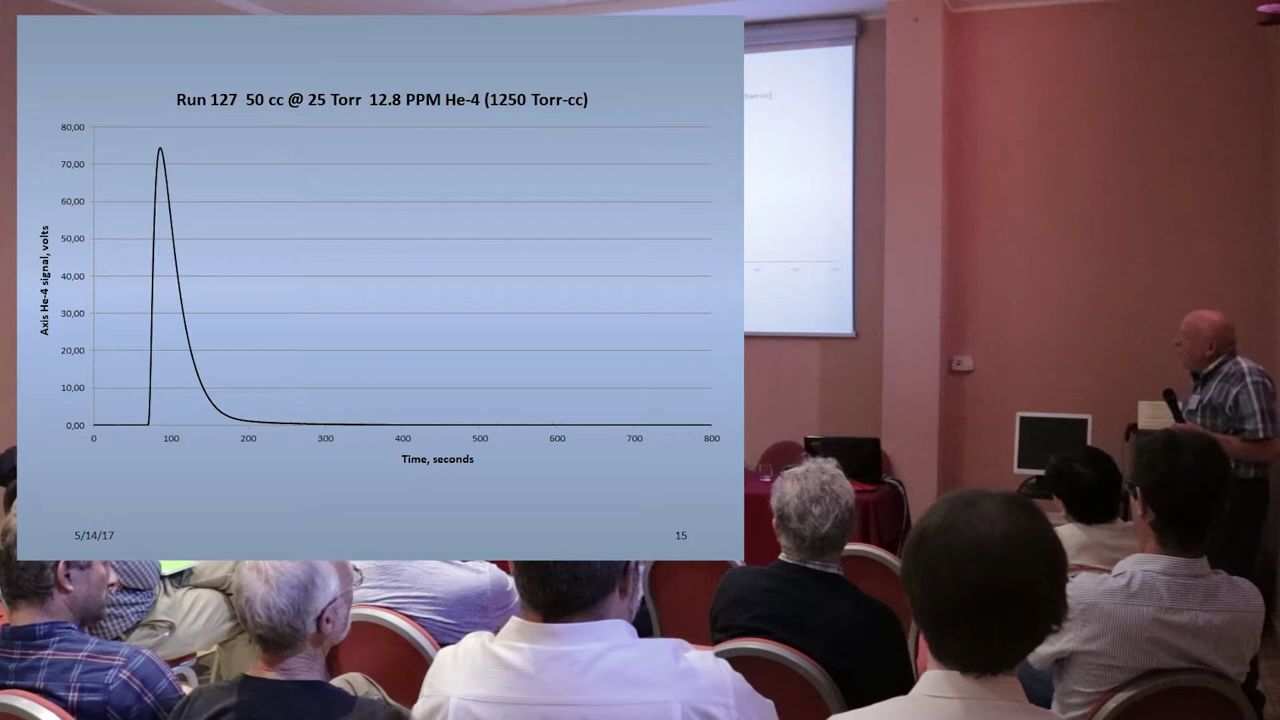 Run 127 50 cc @ 25 Torr 12.8 PPM He-4 (1250 Torr-cc)
80,00
70,00
60,00
50,00
40,00
30,00
20,00
10,00
0,00
Axis He-4 signal, volts
0 100 200 300 400 500 600 700 800
Time, seconds
5/14/17 15